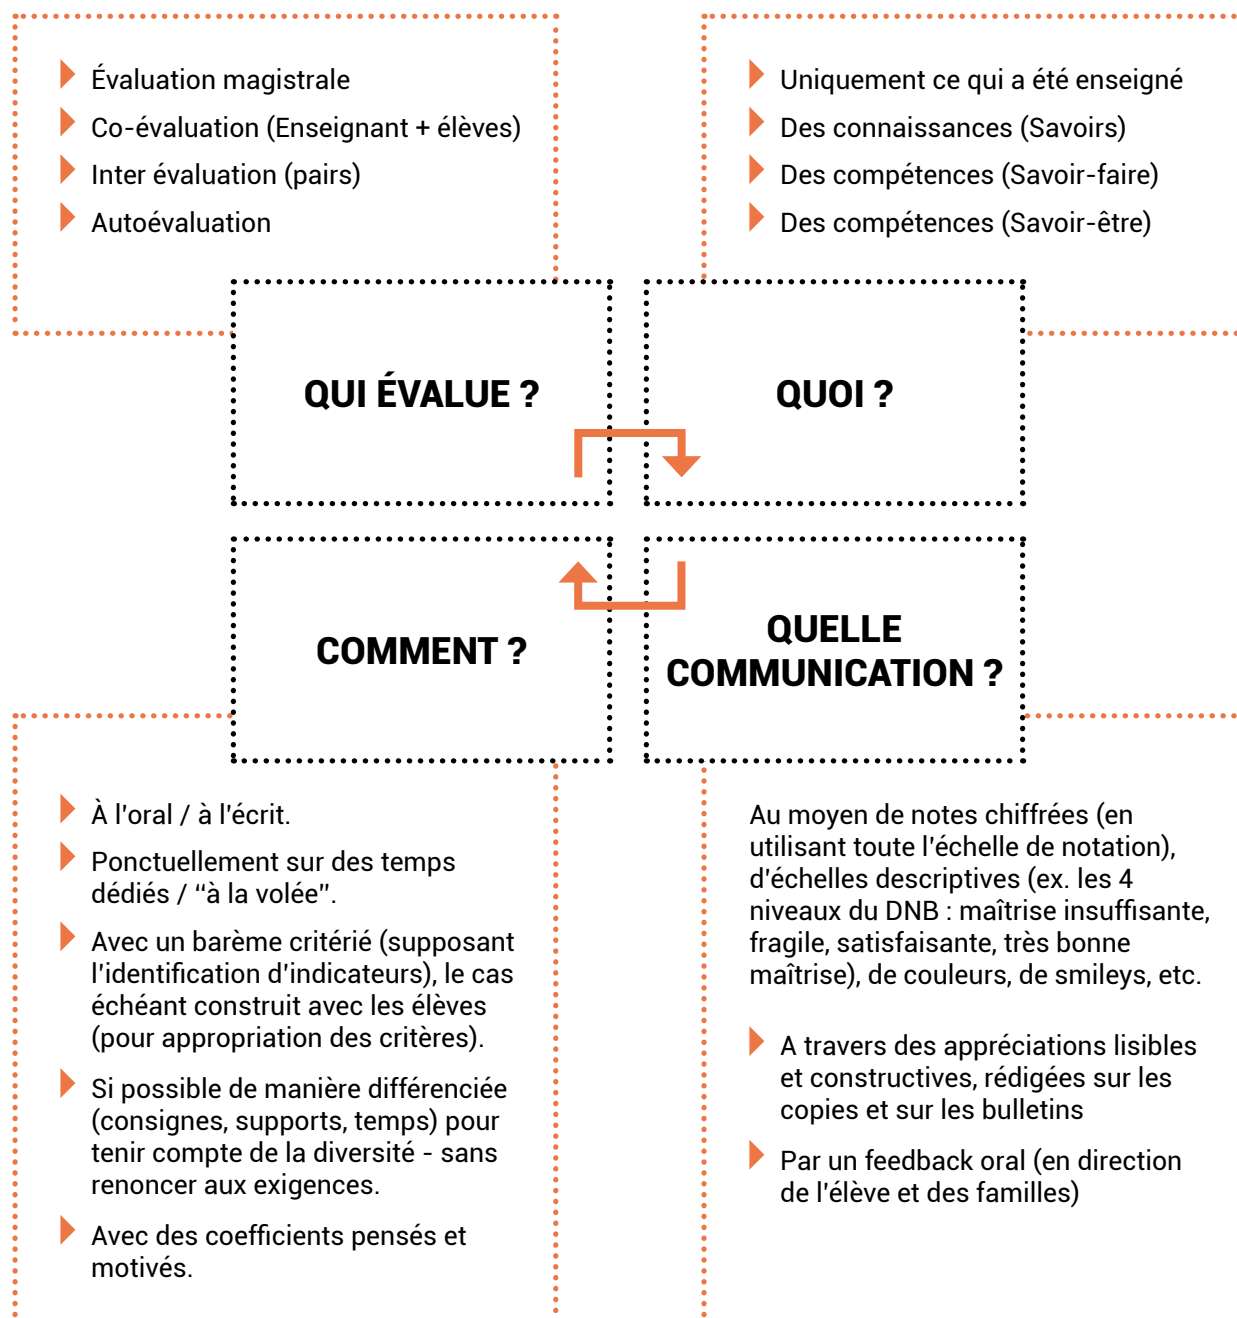 Évaluation magistrale
Co-évaluation (Enseignant + élèves)
Inter évaluation (pairs)
Autoévaluation
Uniquement ce qui a été enseigné
Des connaissances (Savoirs)
Des compétences (Savoir-faire)
Des compétences (Savoir-être)
QUI ÉVALUE ?
QUOI ?
COMMENT ?
QUELLE
COMMUNICATION ?
À l'oral / à l'écrit.
Ponctuellement sur des temps
dédiés / “à la volée”.
Avec un barème critérié (supposant
l'identification d'indicateurs), le cas
échéant construit avec les élèves
(pour appropriation des critères).
Si possible de manière différenciée
(consignes, supports, temps) pour
tenir compte de la diversité - sans
renoncer aux exigences.
Avec des coefficients pensés et
motivés.
Au moyen de notes chiffrées (en
utilisant toute l'échelle de notation),
d'échelles descriptives (ex. les 4
niveaux du DNB : maîtrise insuffisante,
fragile, satisfaisante, très bonne
maîtrise), de couleurs, de smileys, etc.
A travers des appréciations lisibles
et constructives, rédigées sur les
copies et sur les bulletins
Par un feedback oral (en direction
de l'élève et des familles)